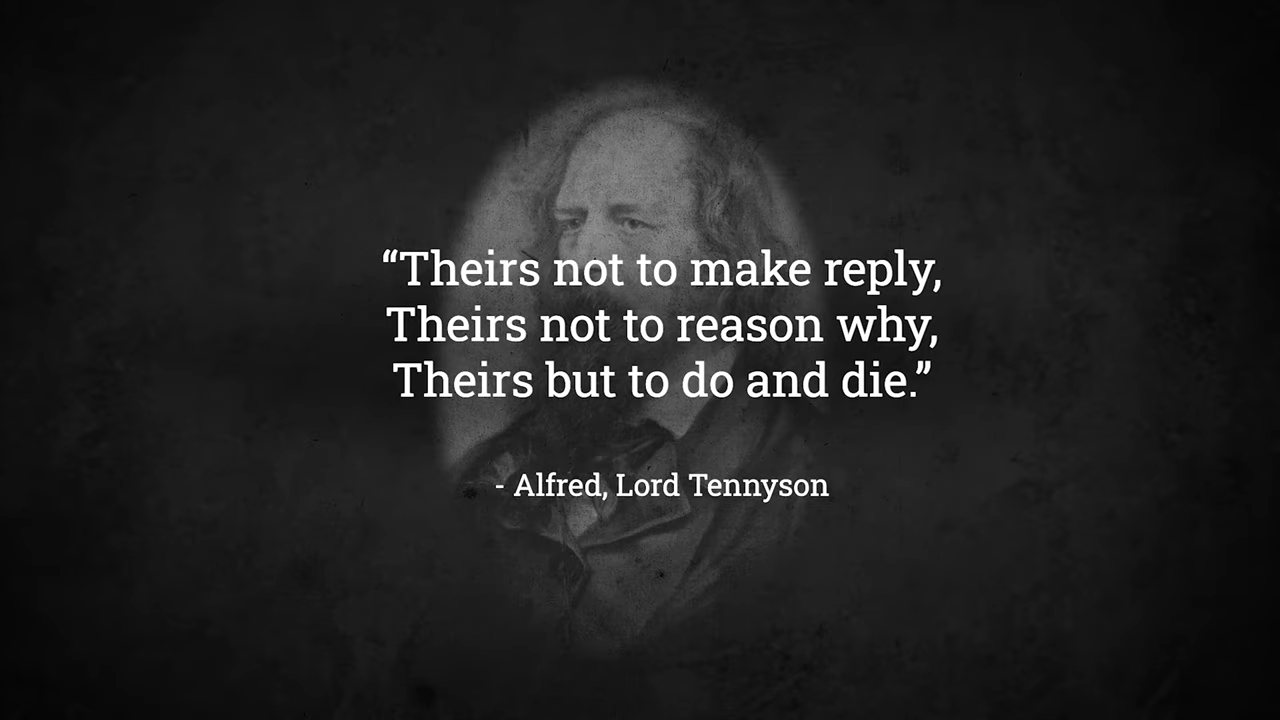 “Theirs not to make reply,
Theirs not to reason why,
Theirs but to do and die.”
- Alfred, Lord Tennyson